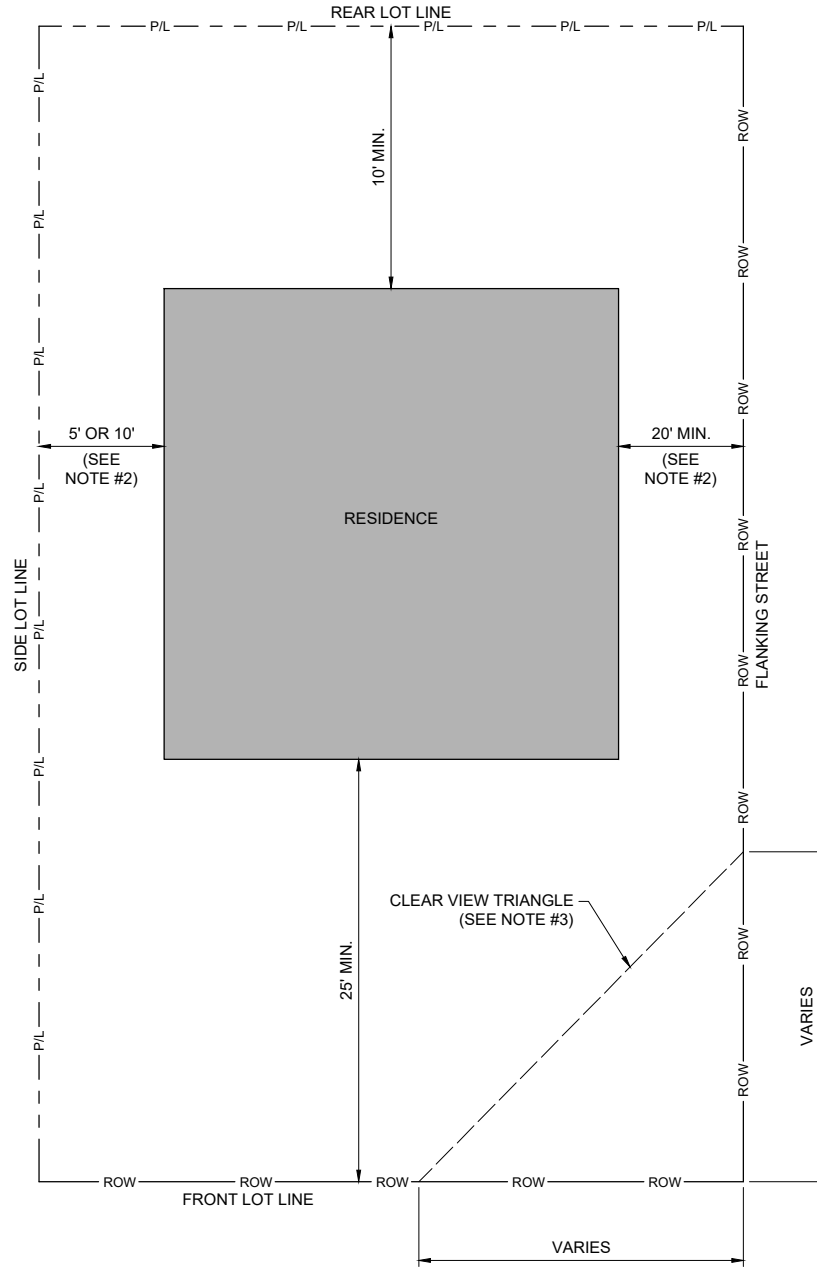 REAR LOT LINE
P/L P/L P/L P/L P/L
P/L
ROW
10' MIN.
P/L
ROW
P/L
ROW
5' OR 10'
(SEE
NOTE #2)
20' MIN.
(SEE
NOTE #2)
P/L
RESIDENCE
ROW
SIDE LOT LINE
P/L
FLANKING STREET
ROW
P/L
ROW
CLEAR VIEW TRIANGLE
(SEE NOTE #3)
P/L
25' MIN.
ROW
VARIES
P/L
ROW
ROW ROW ROW ROW ROW
FRONT LOT LINE
VARIES